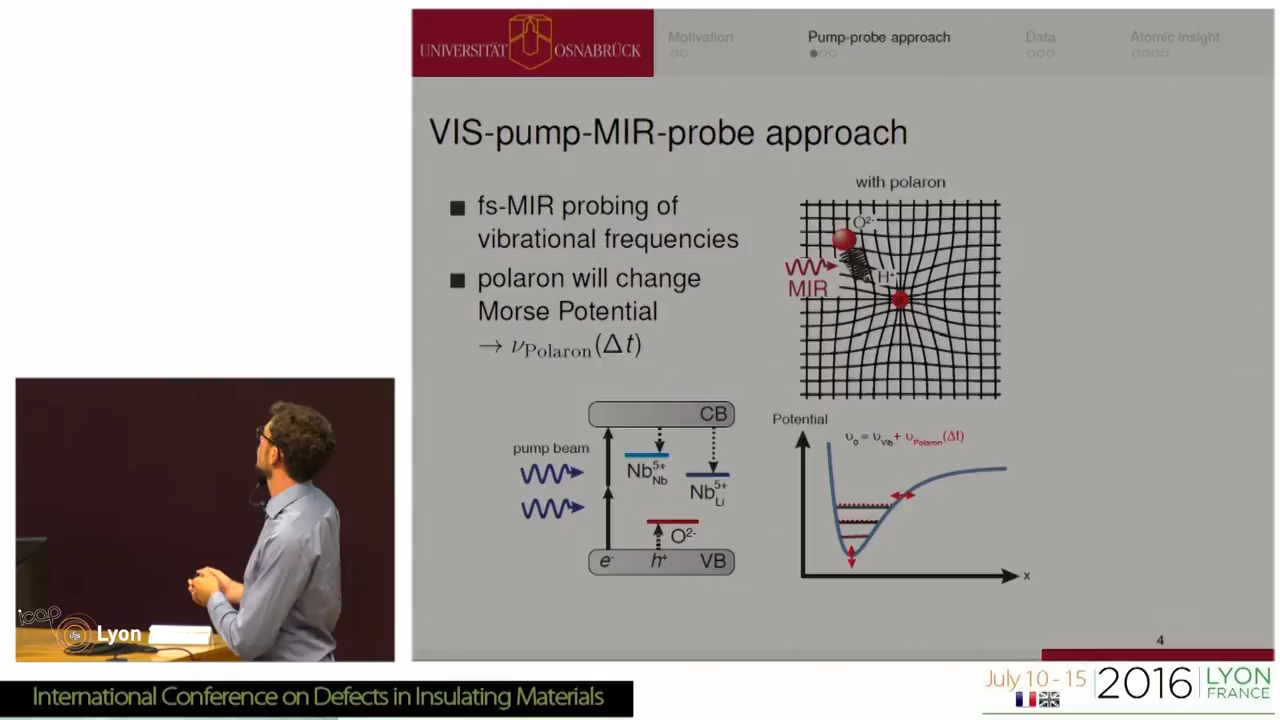 UNIVERSITÄT OSNABRÜCK
Motivation
Pump-probe approach
Data
Atomic insight
VIS-pump-MIR-probe approach
fs-MIR probing of
vibrational frequencies
polaron will change
Morse Potential
→ νPolaron(Δt)
with polaron
O²⁻
H⁺
MIR
pump beam
CB
Nb⁵⁺Nb
Nb⁵⁺Li
O²⁻
e⁻ h⁺ VB
Potential
υ₀ = υVib + υPolaron(Δt)
x
4
icap
Lyon
International Conference on Defects in Insulating Materials
July 10 - 15
2016
LYON
FRANCE